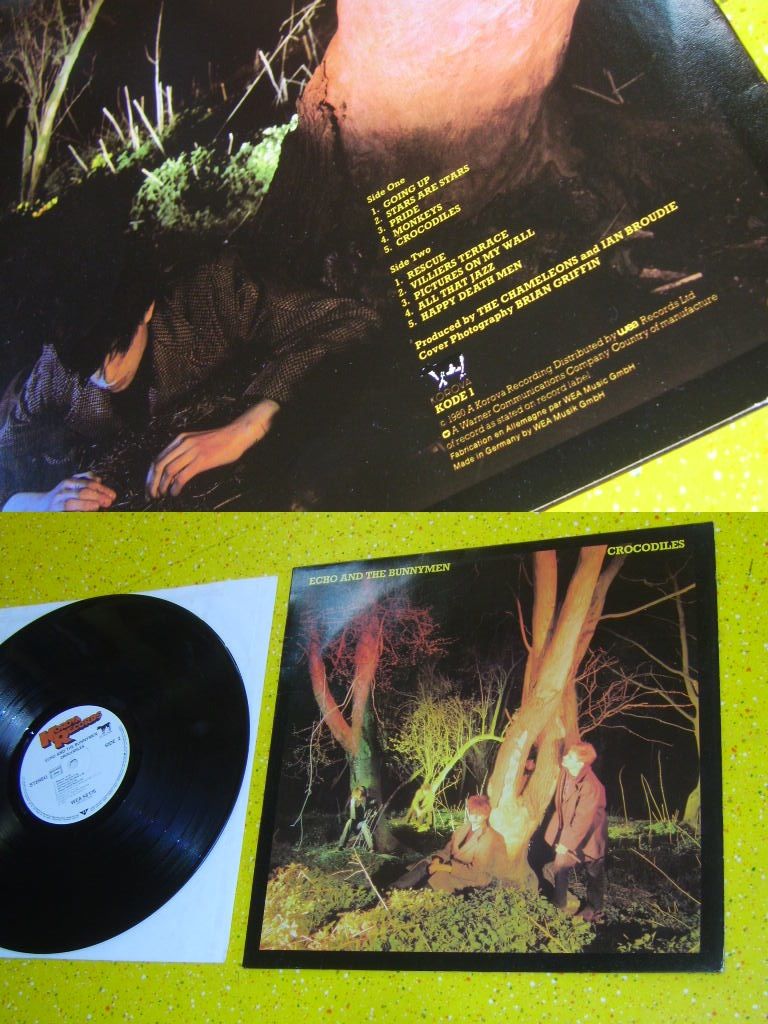 Side One
1. GOING UP
2. STARS ARE STARS
3. PRIDE
4. MONKEYS
5. CROCODILES
Side Two
1. RESCUE
2. VILLIERS TERRACE
3. PICTURES ON MY WALL
4. ALL THAT JAZZ
5. HAPPY DEATH MEN
Produced by THE CHAMELEONS and IAN BROUDIE
Cover Photography BRIAN GRIFFIN
KOROVA
KODE 1
c 1980 A Korova Recording Distributed by wea Records Ltd
A Warner Communications Company Country of manufacture
of record as stated on record label
Fabrication en Allemagne par WEA Music GmbH
Made in Germany by WEA Musik GmbH
ECHO AND THE BUNNYMEN
CROCODILES
KOROVA
RECORDS
ECHO AND THE BUNNYMEN
CROCODILES
STEREO
SIDE 2